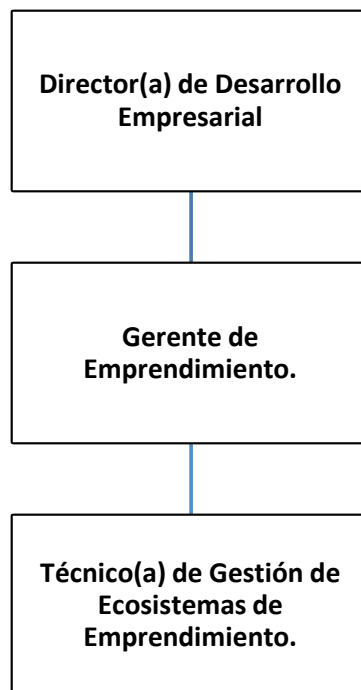 Director(a) de Desarrollo
Empresarial
Gerente de
Emprendimiento.
Técnico(a) de Gestión de
Ecosistemas de
Emprendimiento.